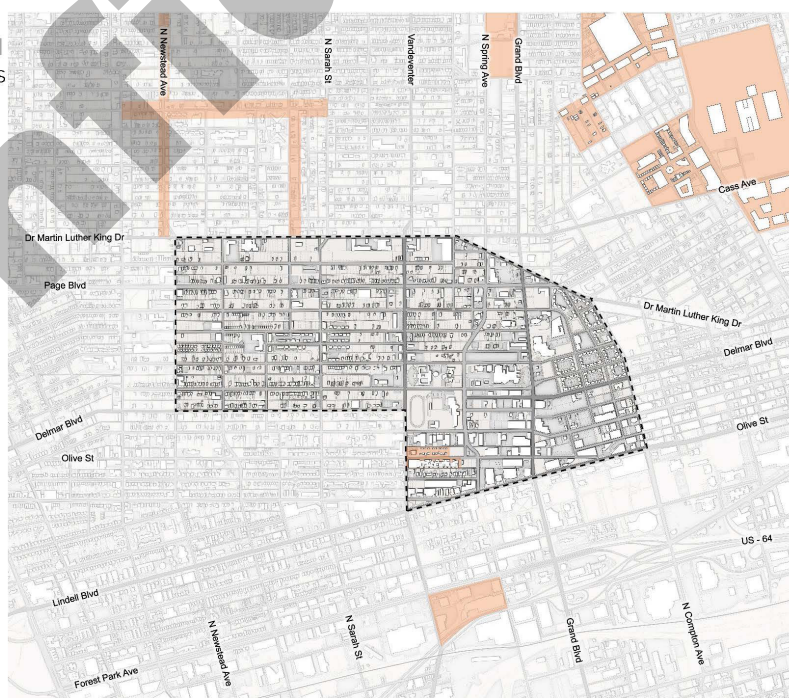 N Newstead Ave
N Sarah St
Vandeventer
N Spring Ave
Grand Blvd
Cass Ave
Dr Martin Luther King Dr
Page Blvd
Dr Martin Luther King Dr
Delmar Blvd
Delmar Blvd
Olive St
Olive St
US - 64
Lindell Blvd
N Newstead Ave
N Sarah St
Grand Blvd
N Compton Ave
Forest Park Ave